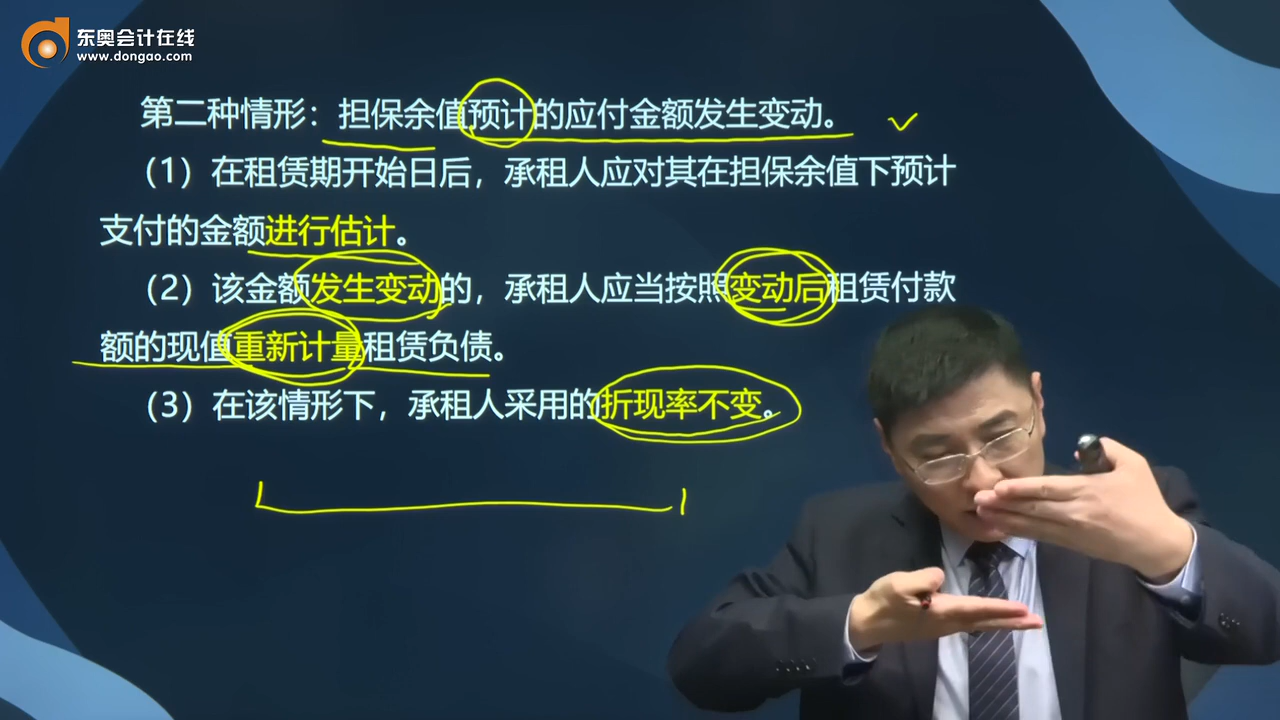 东奥会计在线
www.dongao.com
第二种情形：担保余值预计的应付金额发生变动。
（1）在租赁期开始日后，承租人应对其在担保余值下预计
支付的金额进行估计。
（2）该金额发生变动的，承租人应当按照变动后租赁付款
额的现值重新计量租赁负债。
（3）在该情形下，承租人采用的折现率不变。